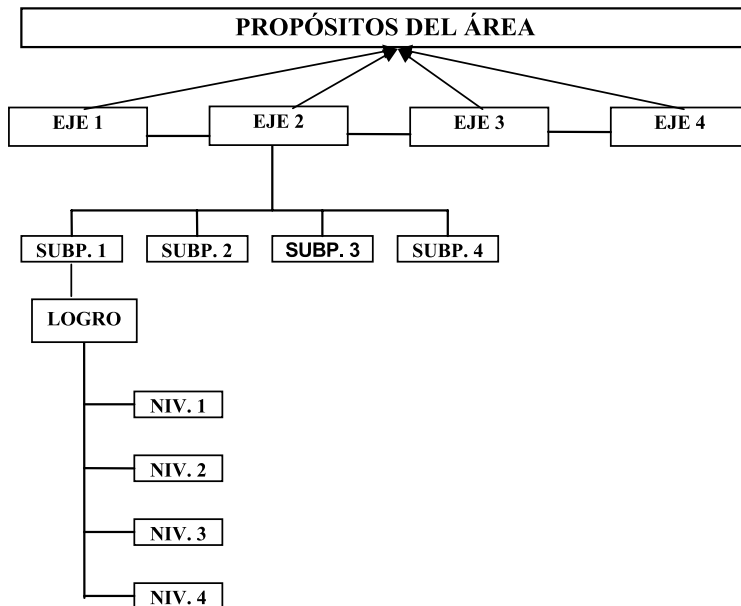 PROPÓSITOS DEL ÁREA
EJE 1
EJE 2
EJE 3
EJE 4
SUBP. 1
SUBP. 2
SUBP. 3
SUBP. 4
LOGRO
NIV. 1
NIV. 2
NIV. 3
NIV. 4